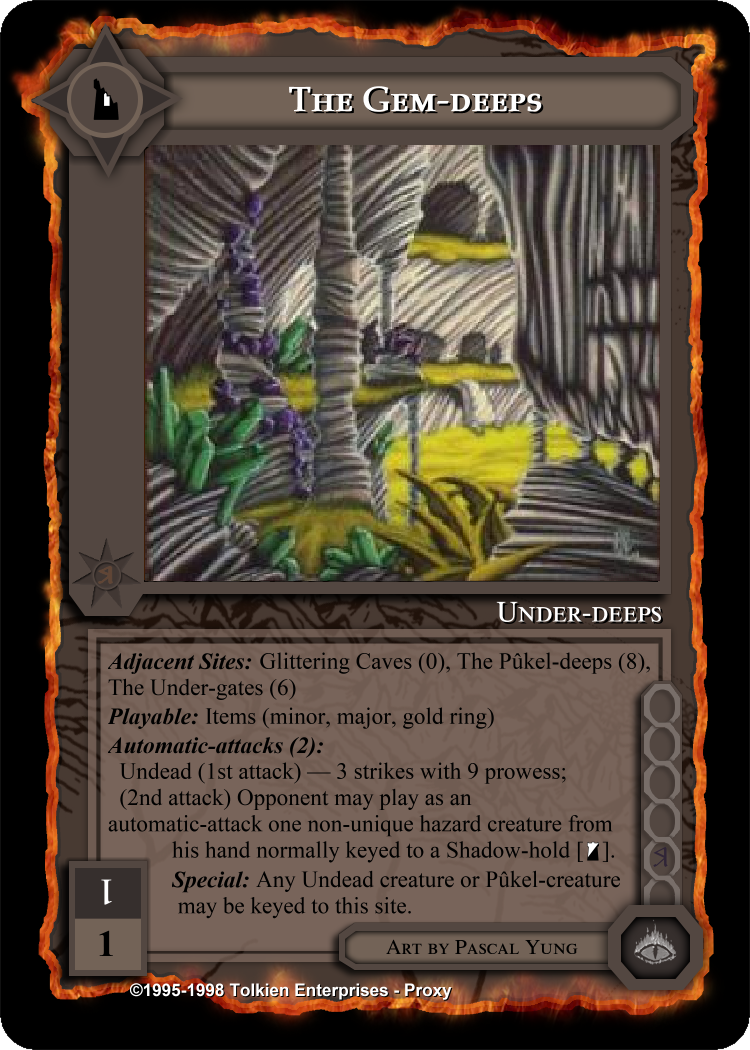 The Gem-deeps
Under-deeps
Adjacent Sites: Glittering Caves (0), The Pûkel-deeps (8),
The Under-gates (6)
Playable: Items (minor, major, gold ring)
Automatic-attacks (2):
Undead (1st attack) — 3 strikes with 9 prowess;
(2nd attack) Opponent may play as an
automatic-attack one non-unique hazard creature from
his hand normally keyed to a Shadow-hold [ ].
Special: Any Undead creature or Pûkel-creature
may be keyed to this site.
1
1
Art by Pascal Yung
©1995-1998 Tolkien Enterprises - Proxy